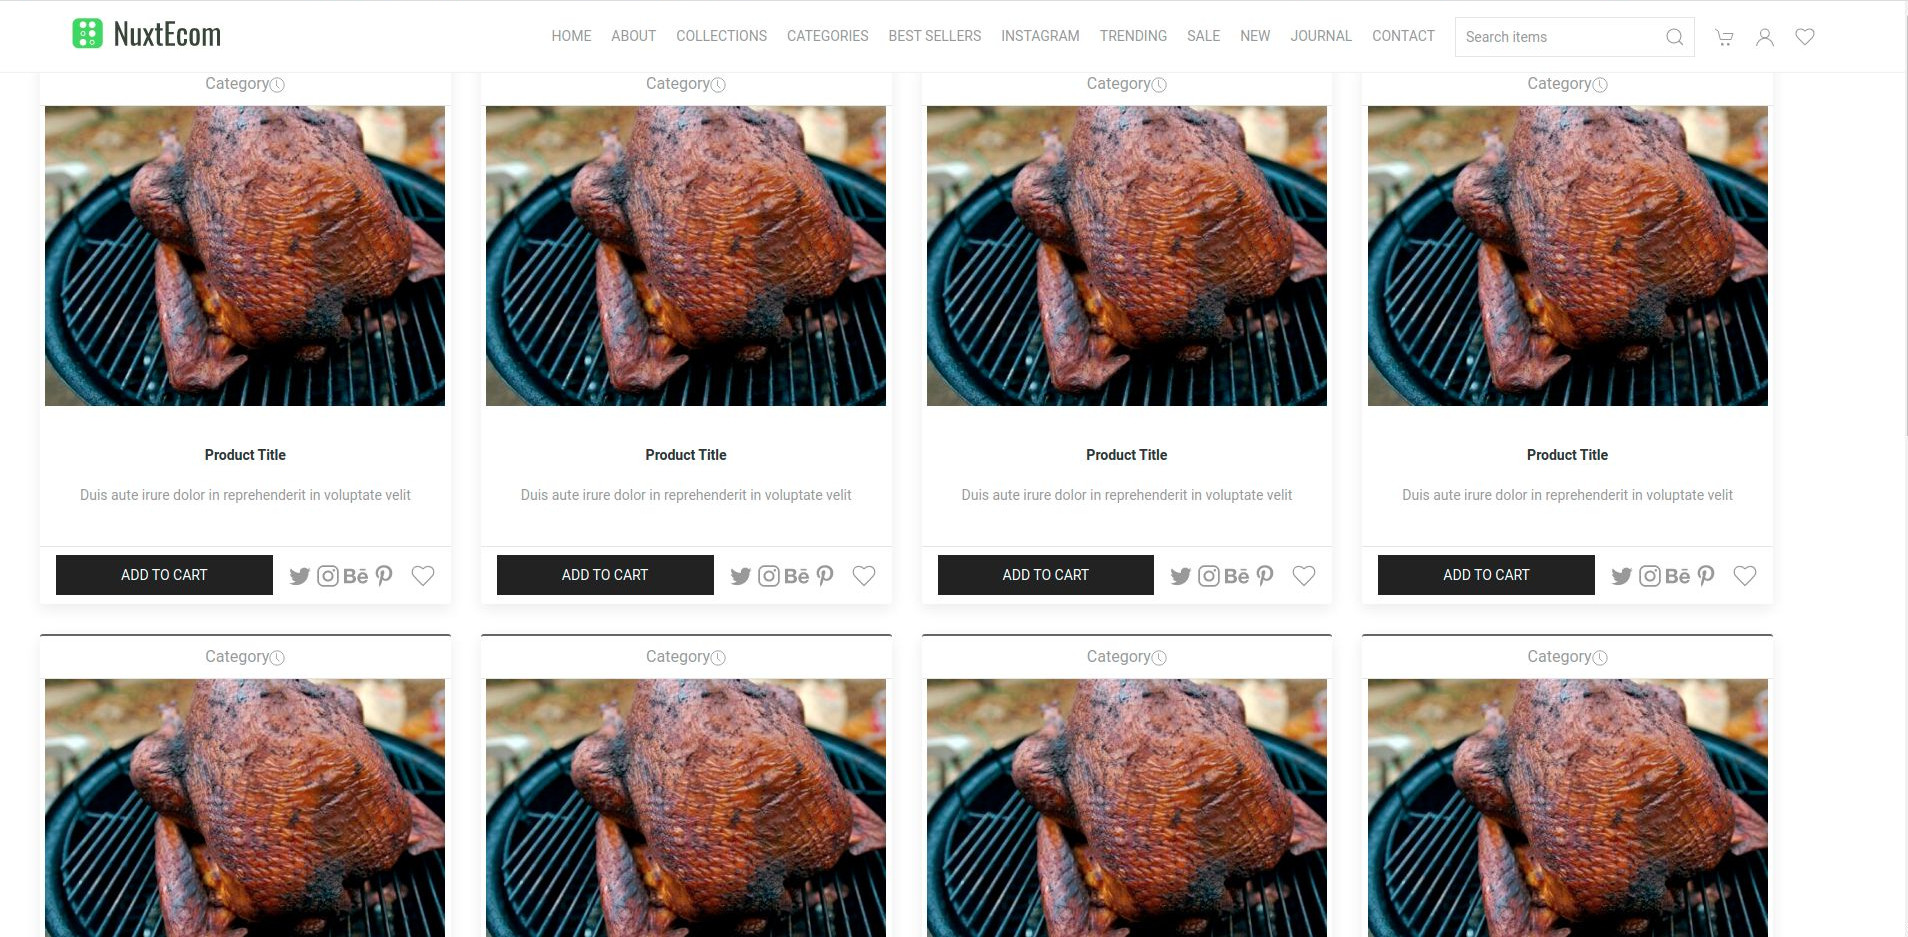 NuxtEcom
HOME ABOUT COLLECTIONS CATEGORIES BEST SELLERS INSTAGRAM TRENDING SALE NEW JOURNAL CONTACT Search items
Category Category Category Category
Product Title Product Title Product Title Product Title
Duis aute irure dolor in reprehenderit in voluptate velit Duis aute irure dolor in reprehenderit in voluptate velit Duis aute irure dolor in reprehenderit in voluptate velit Duis aute irure dolor in reprehenderit in voluptate velit
ADD TO CART Bē ADD TO CART Bē ADD TO CART Bē ADD TO CART Bē
Category Category Category Category